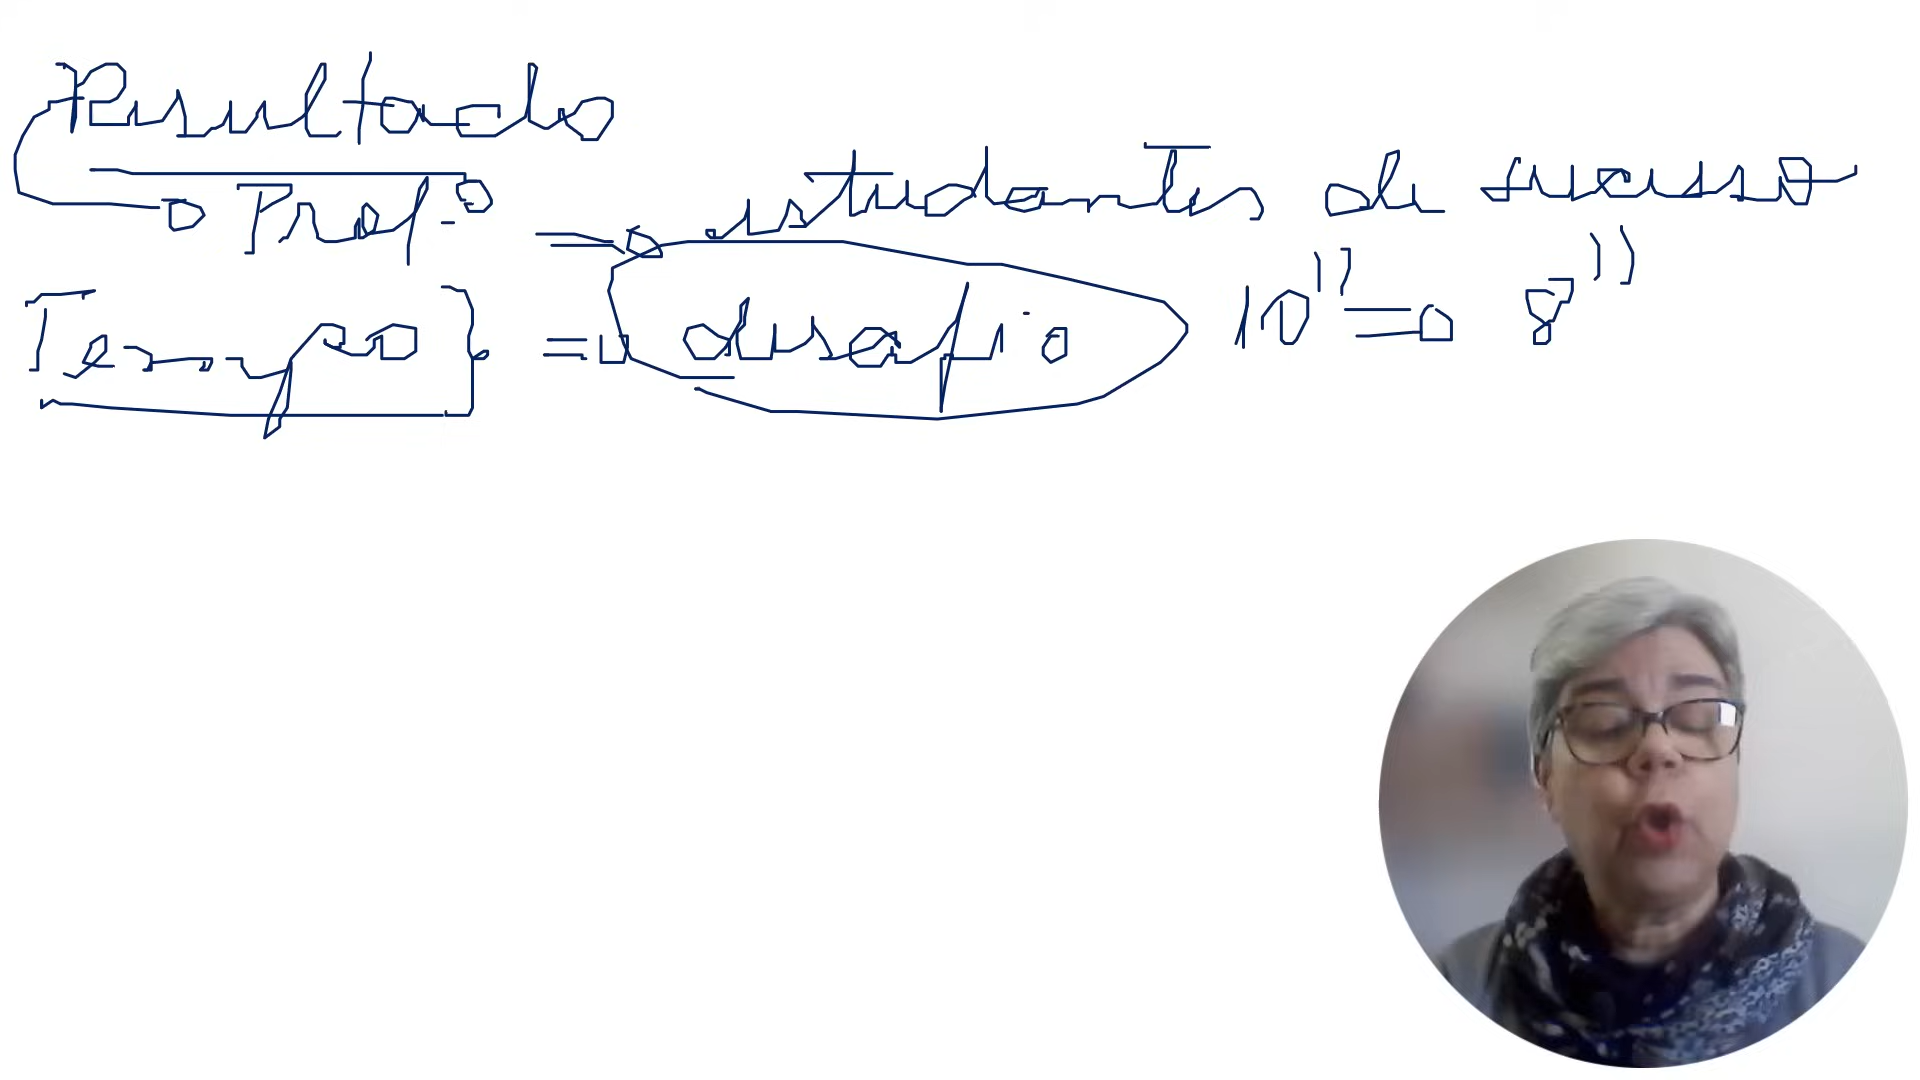 Resultado
Prof.º => estudantes de sucesso
Tempo } => desafio 10" => 8"